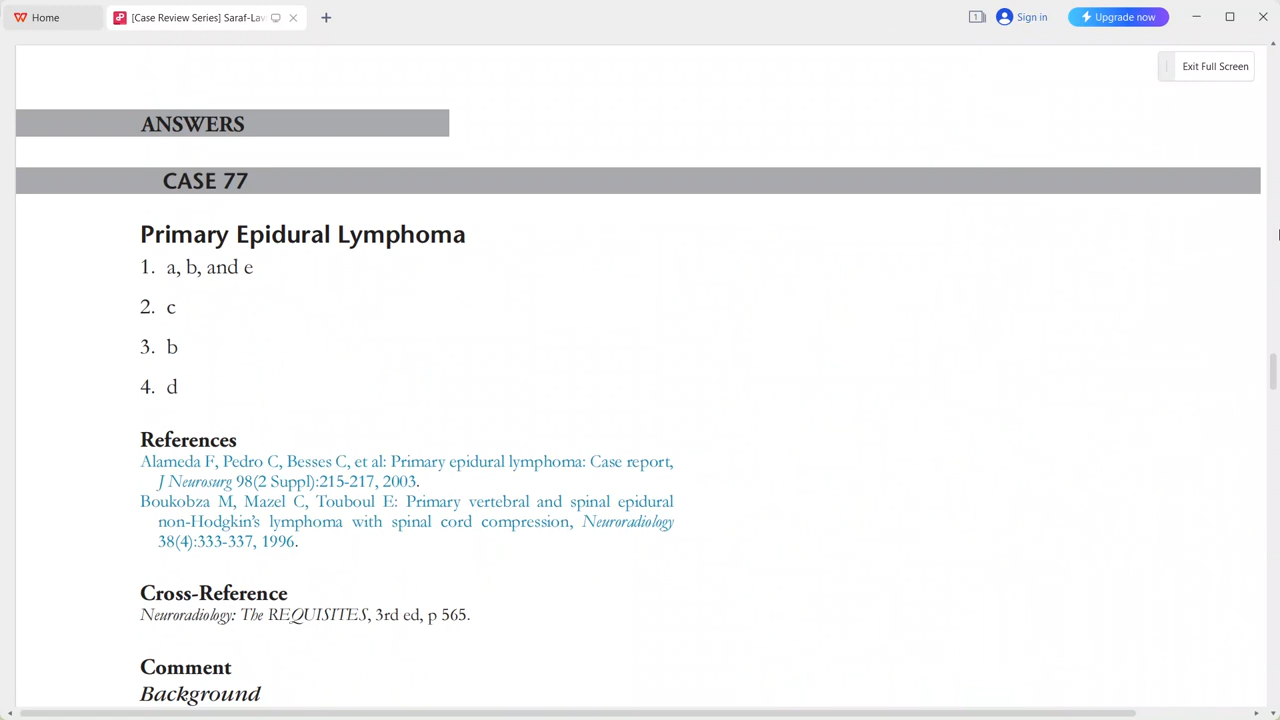 Home
[Case Review Series] Saraf-Lav
1
Sign in
Upgrade now
Exit Full Screen
ANSWERS
CASE 77
Primary Epidural Lymphoma
1. a, b, and e
2. c
3. b
4. d
References
Alameda F, Pedro C, Besses C, et al: Primary epidural lymphoma: Case report,
J Neurosurg 98(2 Suppl):215-217, 2003.
Boukobza M, Mazel C, Touboul E: Primary vertebral and spinal epidural
non-Hodgkin’s lymphoma with spinal cord compression, Neuroradiology
38(4):333-337, 1996.
Cross-Reference
Neuroradiology: The REQUISITES, 3rd ed, p 565.
Comment
Background